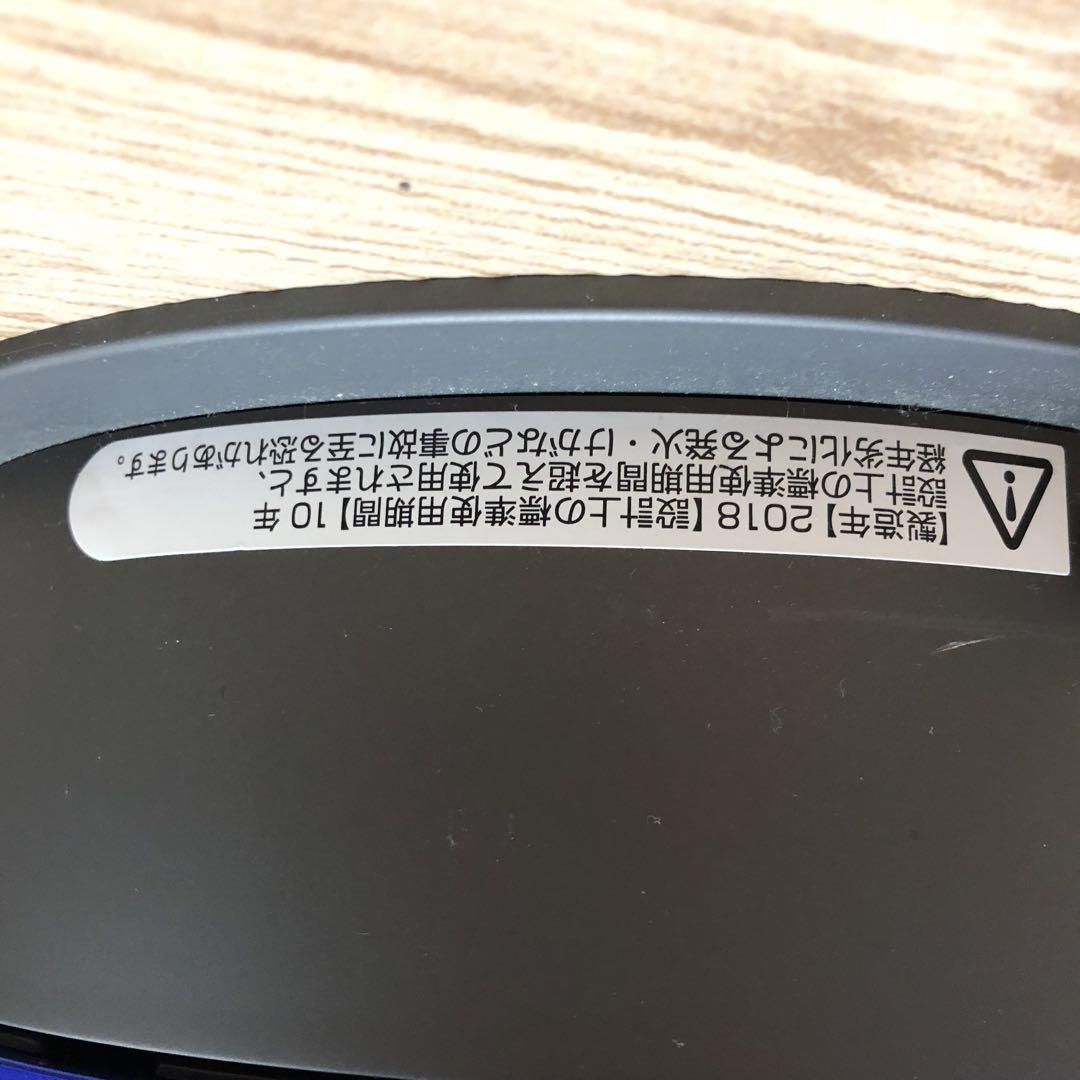 【製造年】2018【設計上の標準使用期間】10年
設計上の標準使用期間を超えて使用されますと、
経年劣化による発火・けがなどの事故に至る恐れがあります。